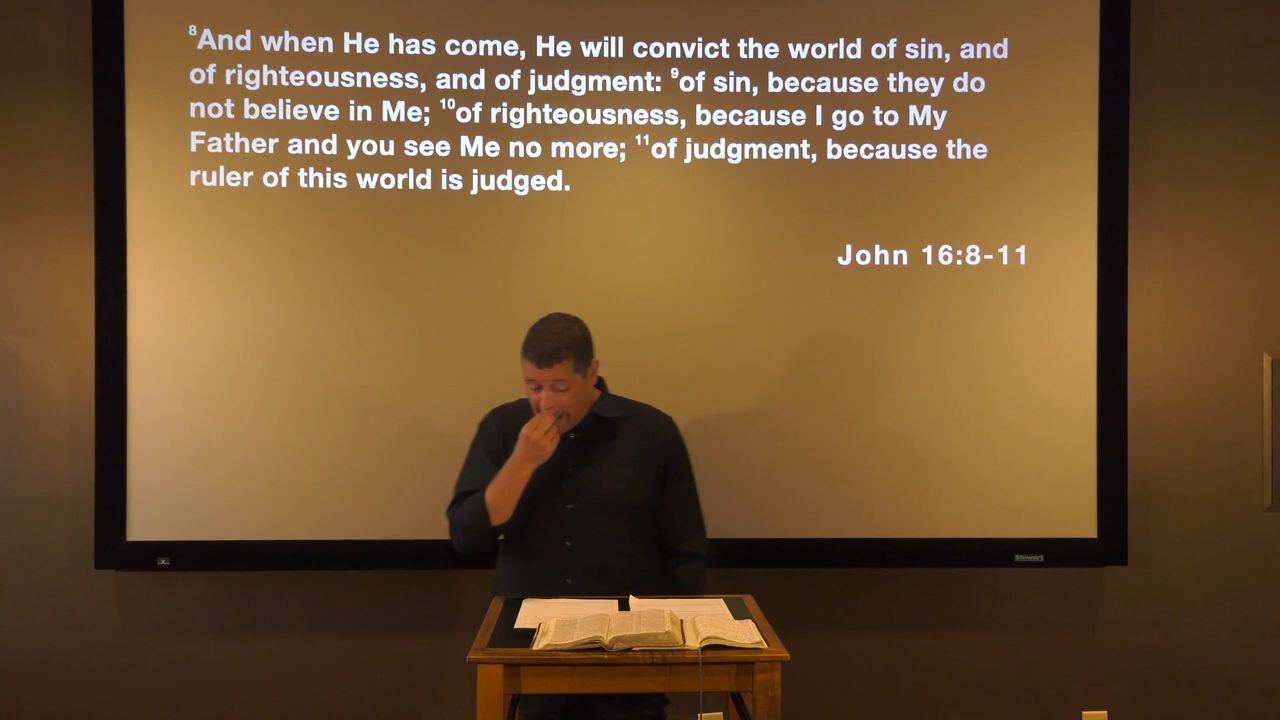 ⁸And when He has come, He will convict the world of sin, and
of righteousness, and of judgment: ⁹of sin, because they do
not believe in Me; ¹⁰of righteousness, because I go to My
Father and you see Me no more; ¹¹of judgment, because the
ruler of this world is judged.
John 16:8-11
Stewart